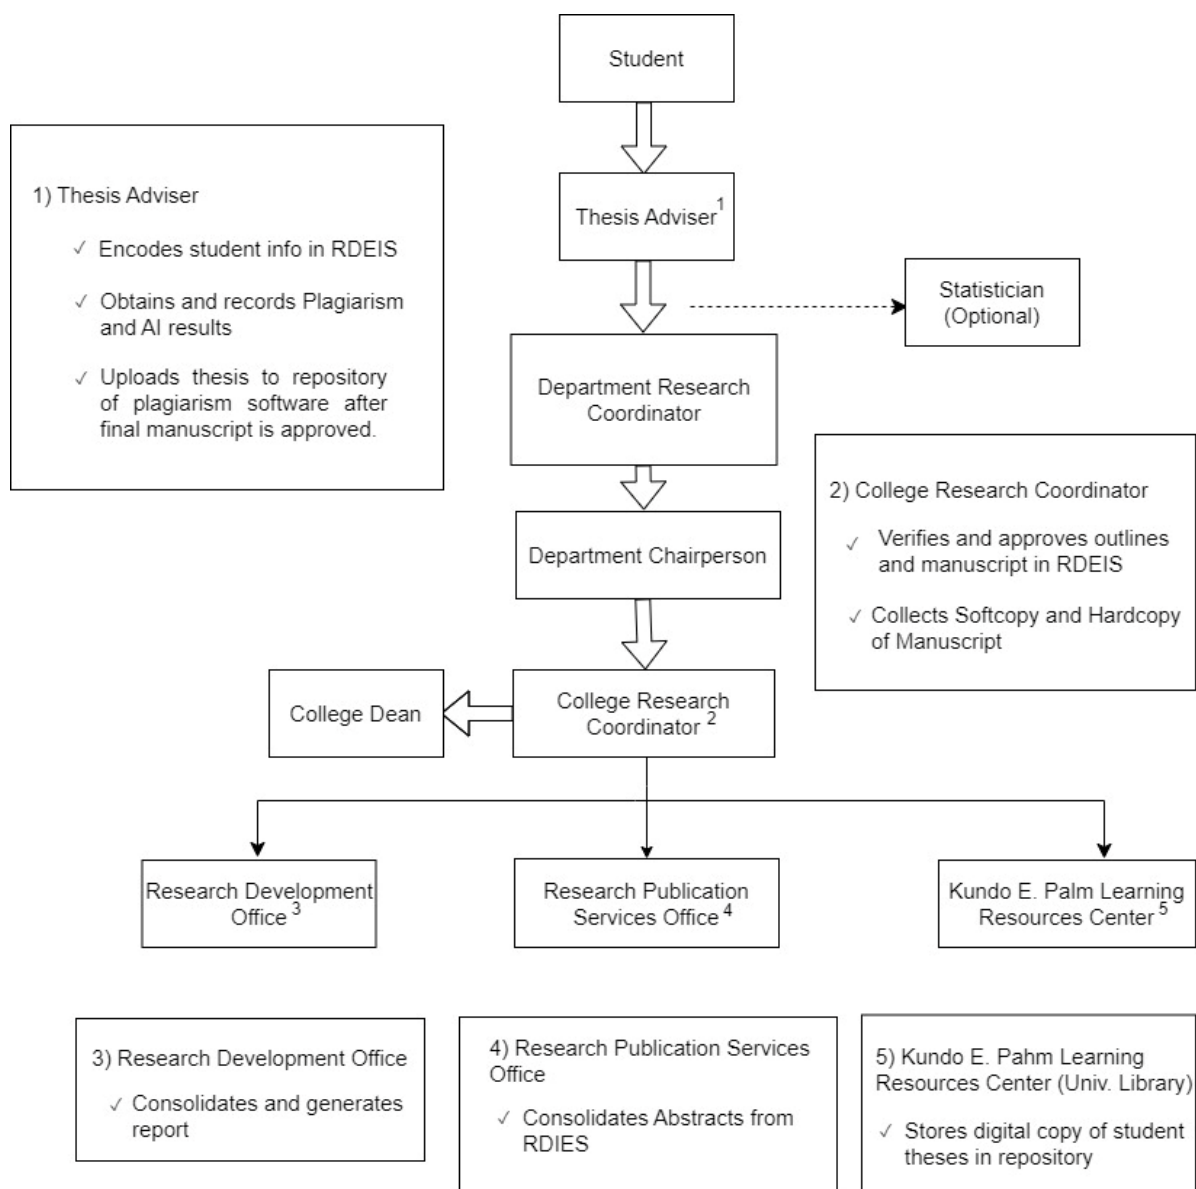 Student
Thesis Adviser1
Statistician
(Optional)
Department Research
Coordinator
Department Chairperson
College Research
Coordinator 2
College Dean
Research Development
Office 3
Research Publication
Services Office 4
Kundo E. Palm Learning
Resources Center 5
1) Thesis Adviser
✓ Encodes student info in RDEIS
✓ Obtains and records Plagiarism
and AI results
✓ Uploads thesis to repository
of plagiarism software after
final manuscript is approved.
2) College Research Coordinator
✓ Verifies and approves outlines
and manuscript in RDEIS
✓ Collects Softcopy and Hardcopy
of Manuscript
3) Research Development Office
✓ Consolidates and generates
report
4) Research Publication Services
Office
✓ Consolidates Abstracts from
RDIES
5) Kundo E. Pahm Learning
Resources Center (Univ. Library)
✓ Stores digital copy of student
theses in repository